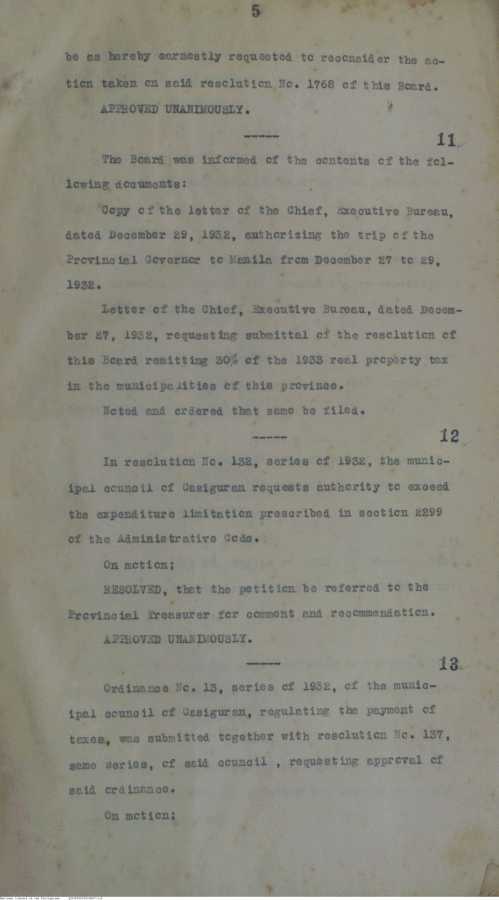 5
be as hereby earnestly requested to reconsider the ac-
tion taken on said resolution No. 1768 of this Board.
APPROVED UNANIMOUSLY.
-----
11
The Board was informed of the contents of the fol-
lowing documents:
Copy of the letter of the Chief, Executive Bureau,
dated December 29, 1932, authorizing the trip of the
Provincial Governor to Manila from December 27 to 29,
1932.
Letter of the Chief, Executive Bureau, dated Decem-
ber 27, 1932, requesting submittal of the resolution of
this Board remitting 30% of the 1933 real property tax
in the municipalities of this province.
Noted and ordered that same be filed.
-----
12
In resolution No. 132, series of 1932, the munic-
ipal council of Casiguran requests authority to exceed
the expenditure limitation prescribed in section 2299
of the Administrative Code.
On motion;
RESOLVED, that the petition be referred to the
Provincial Treasurer for comment and recommendation.
APPROVED UNANIMOUSLY.
-----
13
Ordinance No. 13, series of 1932, of the munic-
ipal council of Casiguran, regulating the payment of
taxes, was submitted together with resolution No. 137,
same series, of said council , requesting approval of
said ordinance.
On motion;
National Library of the Philippines